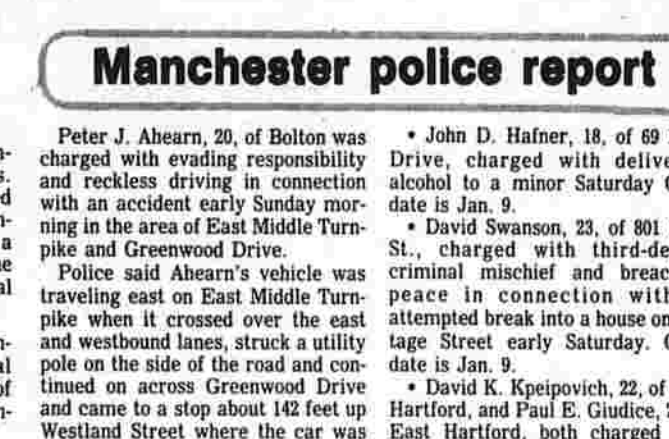 Manchester police report
n-
s.
d
n-
a
e
al
n-
al
of
n-
Peter J. Ahearn, 20, of Bolton was
charged with evading responsibility
and reckless driving in connection
with an accident early Sunday mor-
ning in the area of East Middle Turn-
pike and Greenwood Drive.
Police said Ahearn's vehicle was
traveling east on East Middle Turn-
pike when it crossed over the east
and westbound lanes, struck a utility
pole on the side of the road and con-
tinued on across Greenwood Drive
and came to a stop about 142 feet up
Westland Street where the car was
• John D. Hafner, 18, of 69
Drive, charged with delive
alcohol to a minor Saturday
date is Jan. 9.
• David Swanson, 23, of 801
St., charged with third-de
criminal mischief and breac
peace in connection with
attempted break into a house on
tage Street early Saturday.
date is Jan. 9.
• David K. Kpeipovich, 22, of
Hartford, and Paul E. Giudice,
East Hartford, both charged